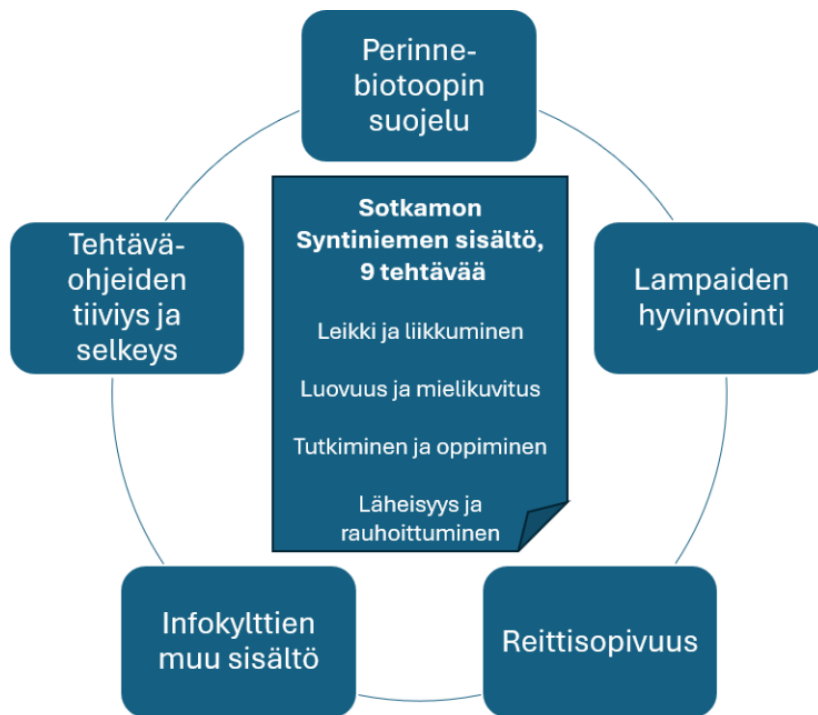 Perinne-
biotoopin
suojelu
Sotkamon
Syntiniemen sisältö,
9 tehtävää
Leikki ja liikkuminen
Luovuus ja mielikuvitus
Tutkiminen ja oppiminen
Läheisyys ja
rauhoittuminen
Tehtävä-
ohjeiden
tiiviys ja
selkeys
Lampaiden
hyvinvointi
Infokylttien
muu sisältö
Reittisopivuus